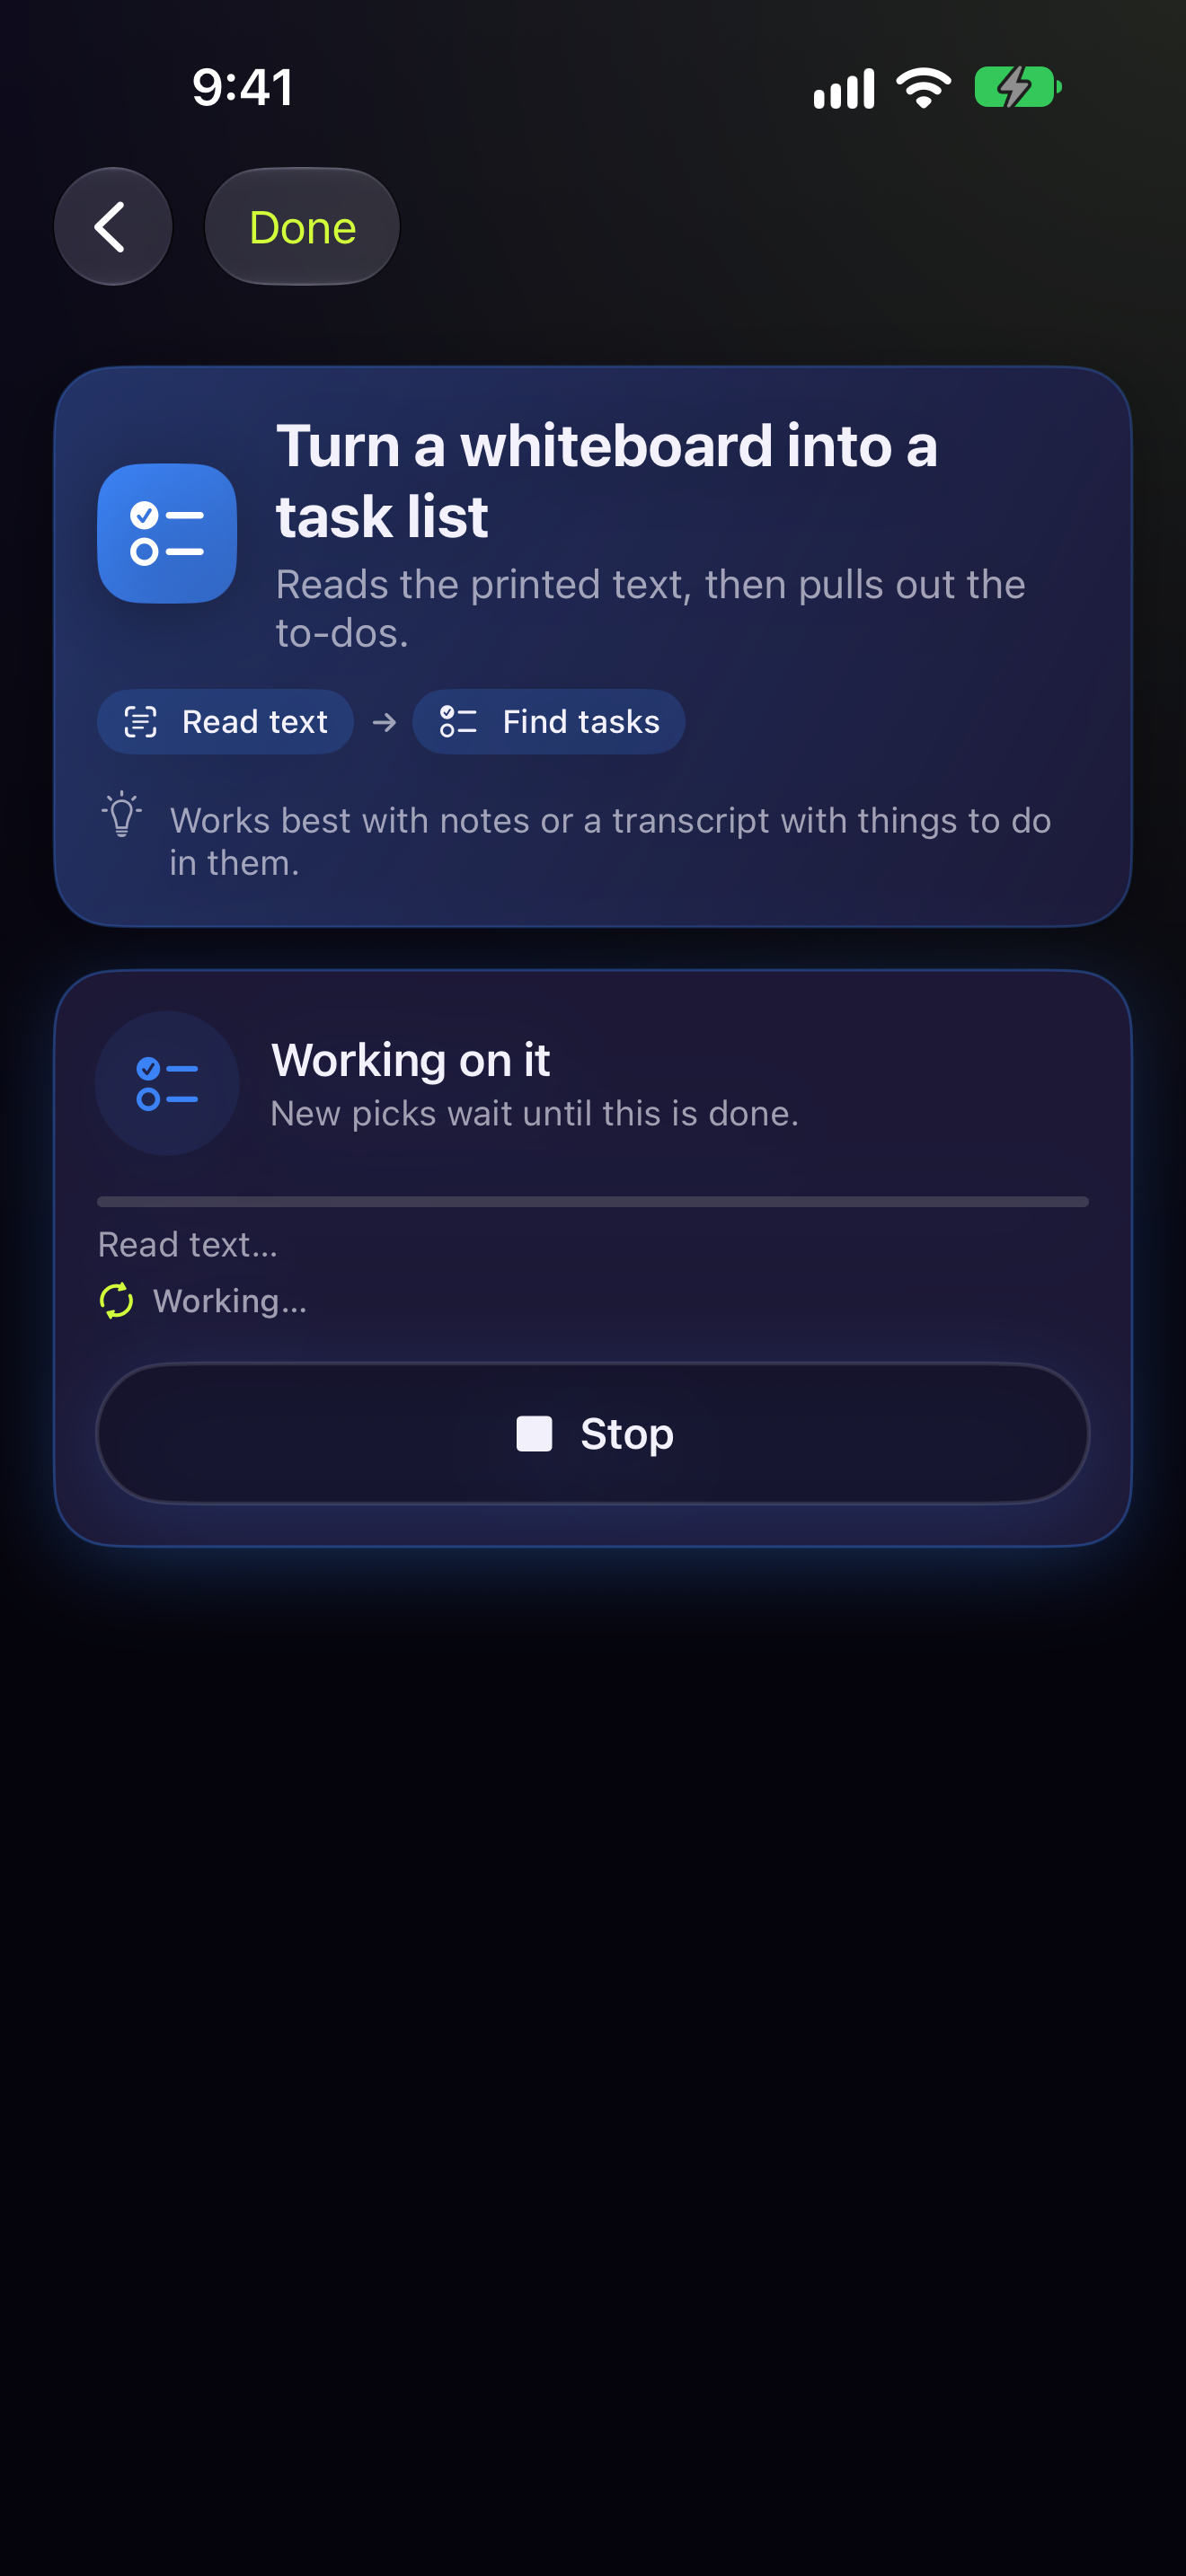 9:41
Done
Turn a whiteboard into a
task list
Reads the printed text, then pulls out the
to-dos.
Read text → Find tasks
Works best with notes or a transcript with things to do
in them.
Working on it
New picks wait until this is done.
Read text…
Working…
Stop